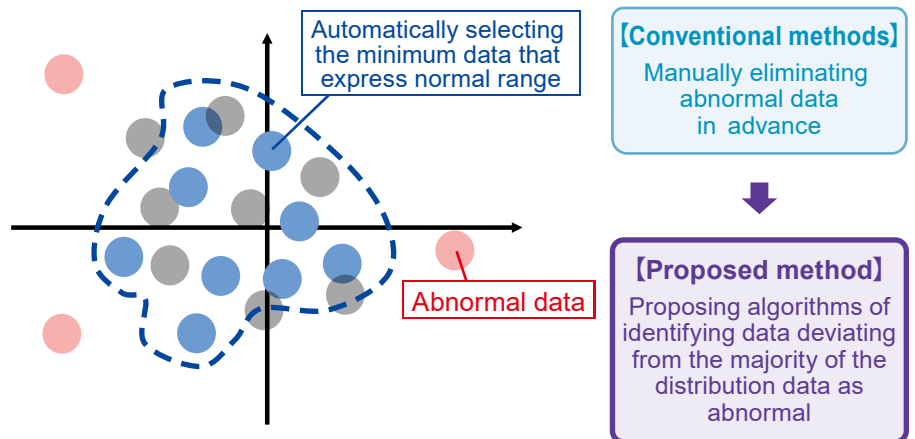 Automatically selecting
the minimum data that
express normal range
Abnormal data
【Conventional methods】
Manually eliminating
abnormal data
in advance
【Proposed method】
Proposing algorithms of
identifying data deviating
from the majority of the
distribution data as
abnormal